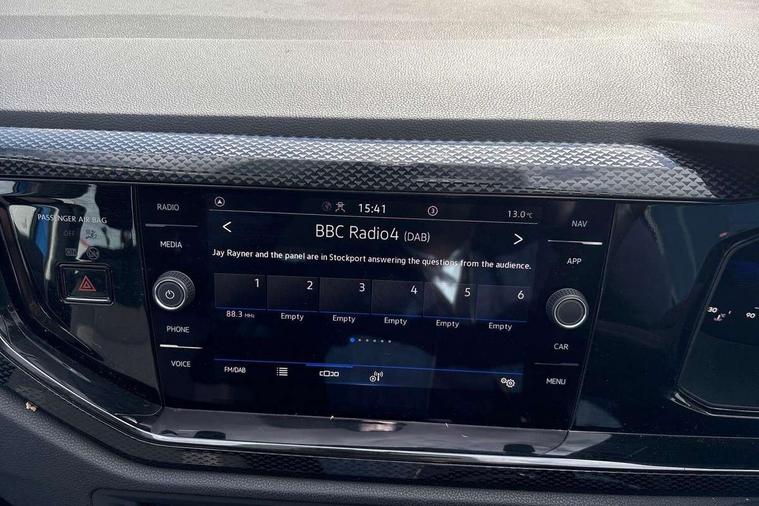 RADIO
MEDIA
PHONE
VOICE
PASSENGER AIR BAG
15:41
13.0°C
BBC Radio4 (DAB)
Jay Rayner and the panel are in Stockport answering the questions from the audience.
1 2 3 4 5 6
88.3 MHz Empty Empty Empty Empty Empty
FM/DAB
NAV
APP
CAR
MENU
90